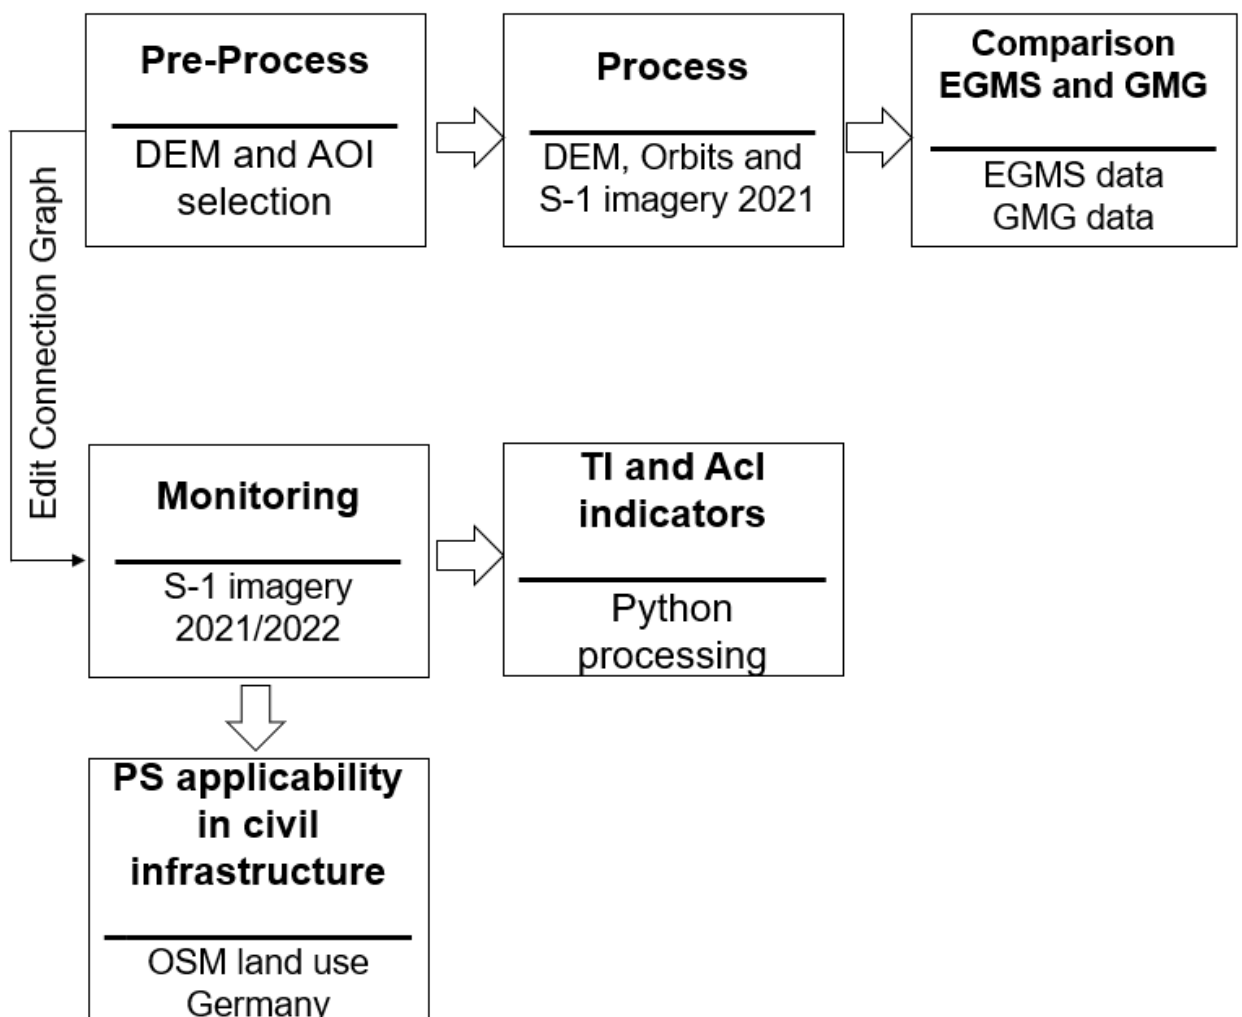 Pre-Process
DEM and AOI
selection
Process
DEM, Orbits and
S-1 imagery 2021
Comparison
EGMS and GMG
EGMS data
GMG data
Edit Connection Graph
Monitoring
S-1 imagery
2021/2022
TI and AcI
indicators
Python
processing
PS applicability
in civil
infrastructure
OSM land use
Germany